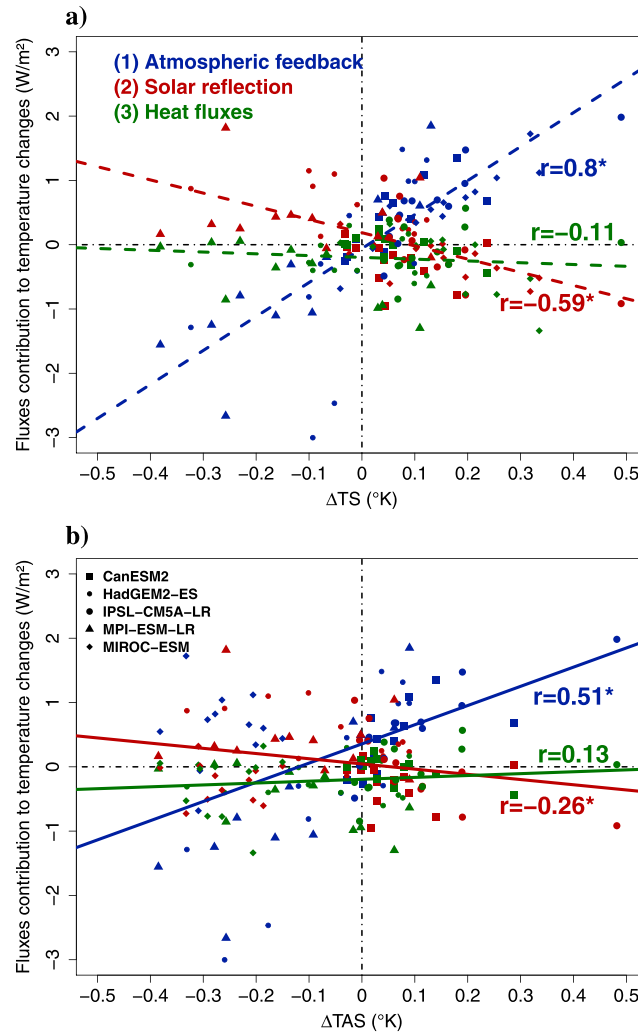 a)
Fluxes contribution to temperature changes (W/m²)
3
2
1
0
−1
−2
−3
(1) Atmospheric feedback
(2) Solar reflection
(3) Heat fluxes
r=0.8*
r=−0.11
r=−0.59*
−0.5 −0.4 −0.3 −0.2 −0.1 0 0.1 0.2 0.3 0.4 0.5
ΔTS (°K)
b)
Fluxes contribution to temperature changes (W/m²)
3
2
1
0
−1
−2
−3
CanESM2
HadGEM2−ES
IPSL−CM5A−LR
MPI−ESM−LR
MIROC−ESM
r=0.51*
r=0.13
r=−0.26*
−0.5 −0.4 −0.3 −0.2 −0.1 0 0.1 0.2 0.3 0.4 0.5
ΔTAS (°K)